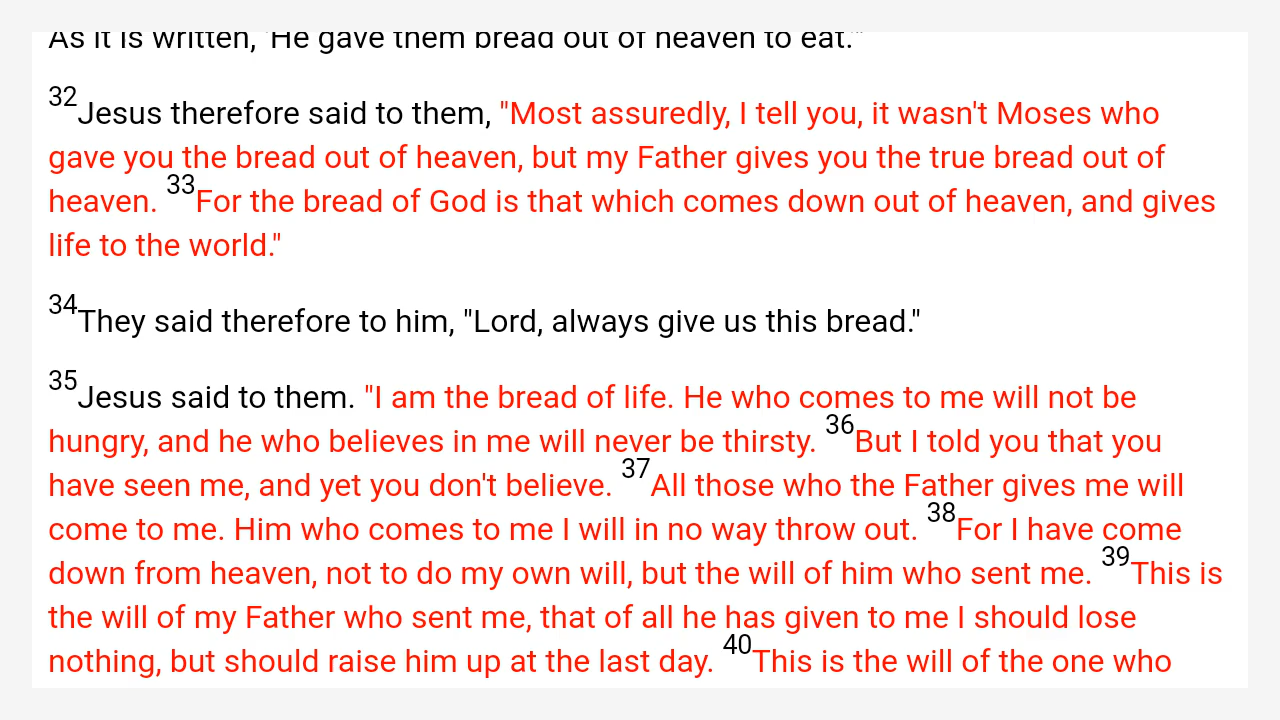 As it is written, 'He gave them bread out of heaven to eat.'"
32Jesus therefore said to them, "Most assuredly, I tell you, it wasn't Moses who
gave you the bread out of heaven, but my Father gives you the true bread out of
heaven. 33For the bread of God is that which comes down out of heaven, and gives
life to the world."
34They said therefore to him, "Lord, always give us this bread."
35Jesus said to them. "I am the bread of life. He who comes to me will not be
hungry, and he who believes in me will never be thirsty. 36But I told you that you
have seen me, and yet you don't believe. 37All those who the Father gives me will
come to me. Him who comes to me I will in no way throw out. 38For I have come
down from heaven, not to do my own will, but the will of him who sent me. 39This is
the will of my Father who sent me, that of all he has given to me I should lose
nothing, but should raise him up at the last day. 40This is the will of the one who